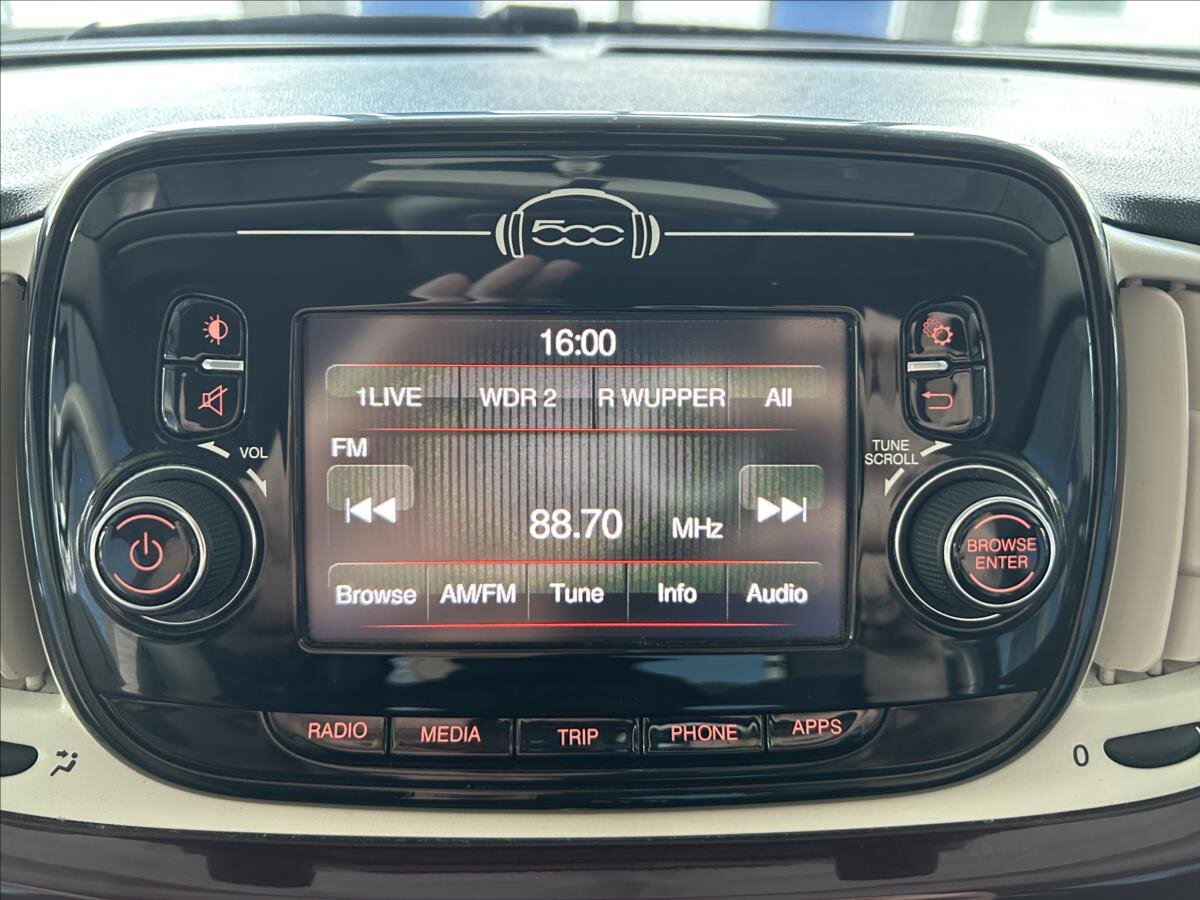 500
16:00
1LIVE WDR 2 R WUPPER All
VOL
TUNE
SCROLL
FM
88.70 MHz
BROWSE
ENTER
Browse AM/FM Tune Info Audio
RADIO MEDIA TRIP PHONE APPS
0